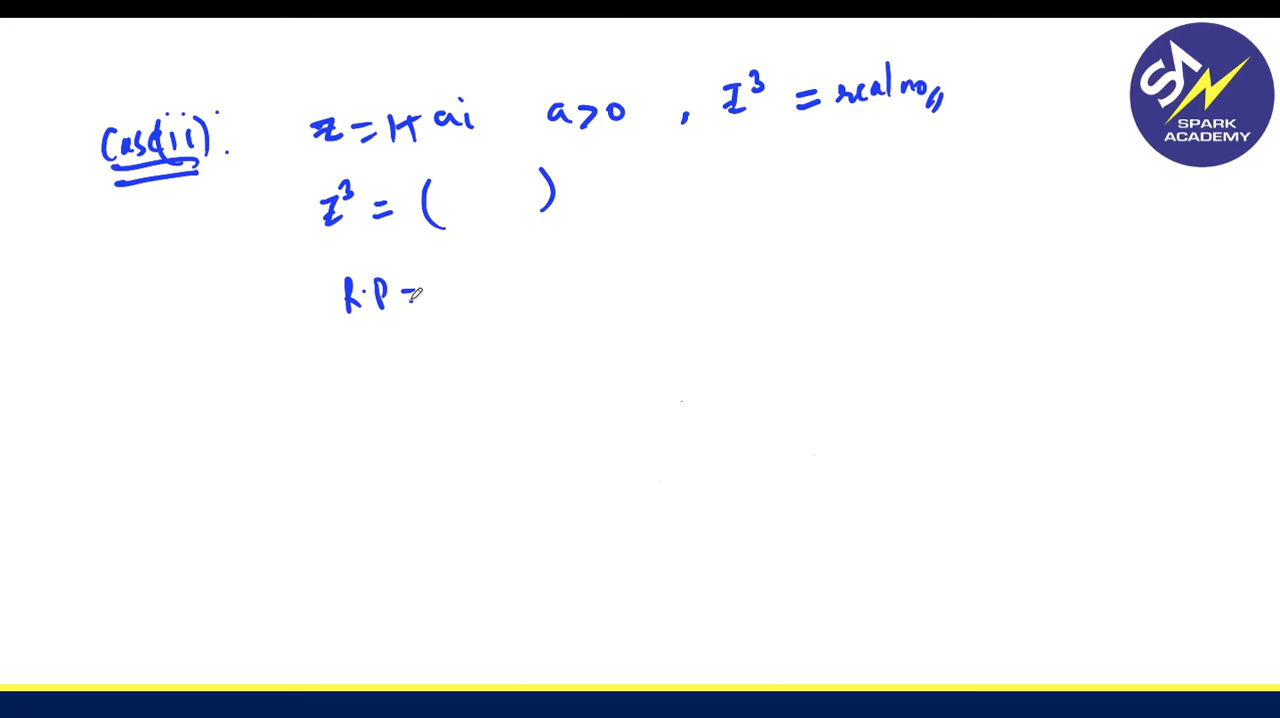 Case(ii): z = 1 + ai a > 0 , z³ = real no,,
z³ = ( )
R.P =
SPARK
ACADEMY